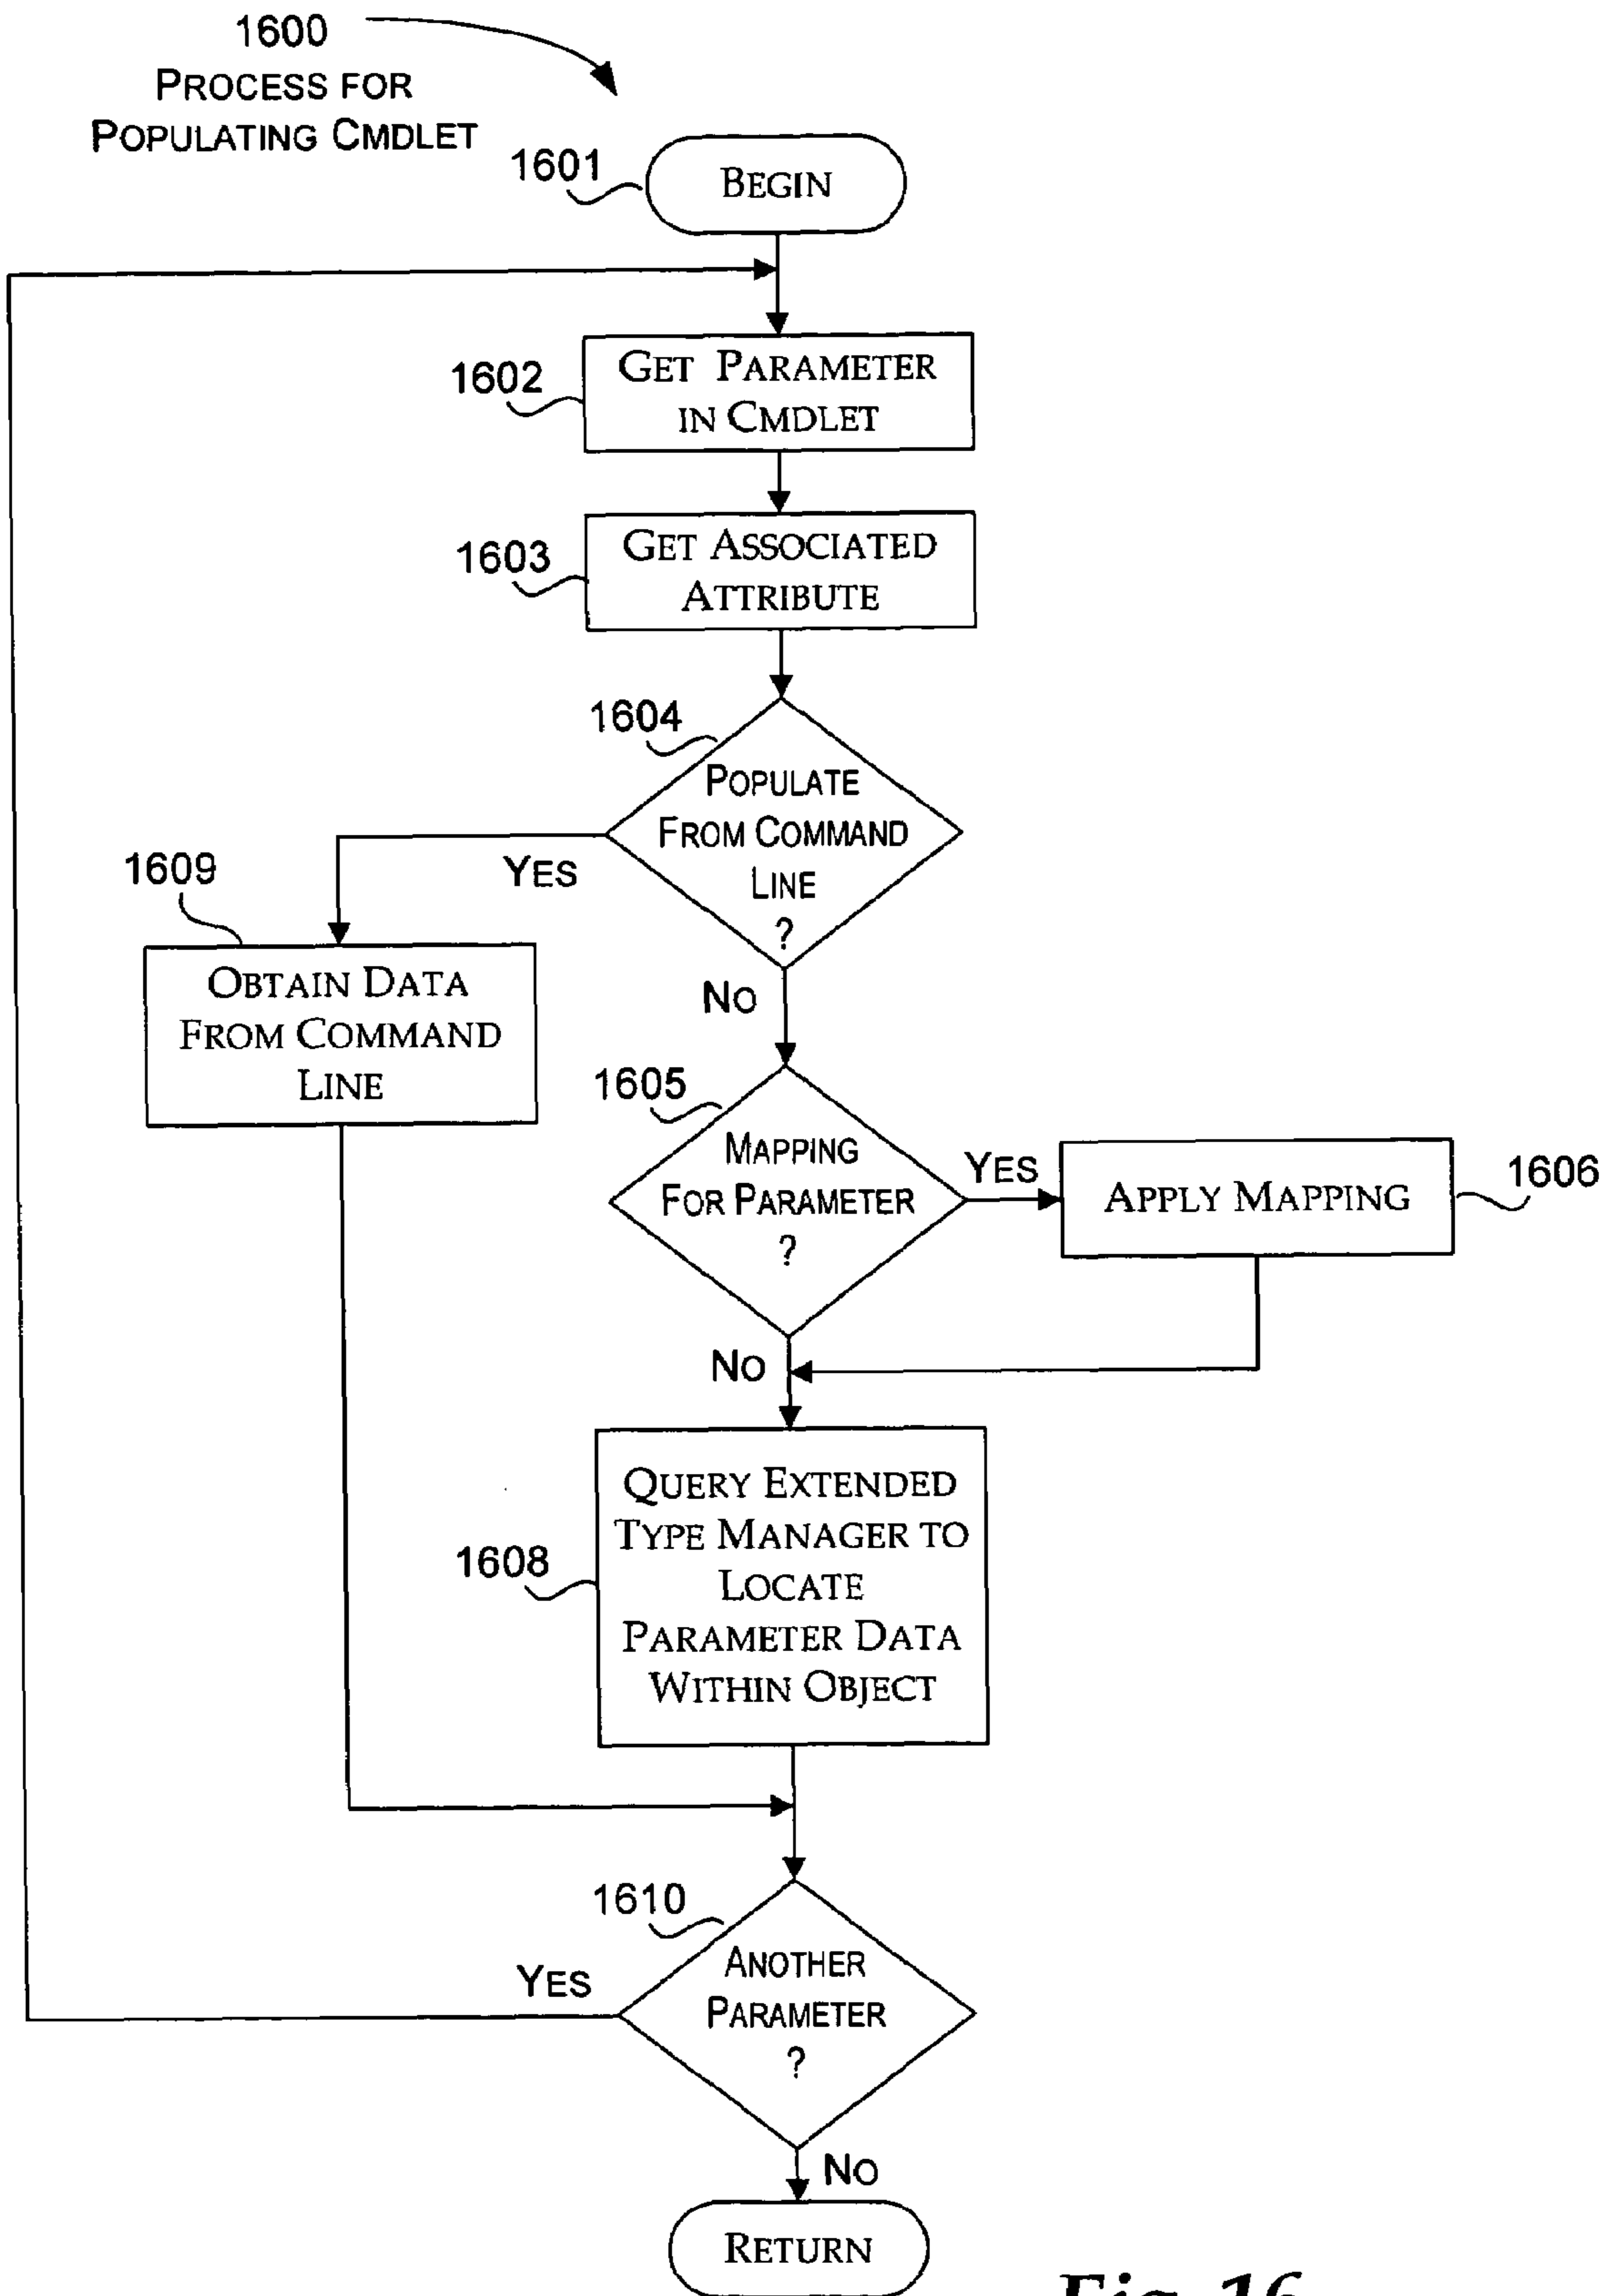 1600
PROCESS FOR
POPULATING CMDLET
1601
BEGIN
1602
GET PARAMETER
IN CMDLET
1603
GET ASSOCIATED
ATTRIBUTE
1604
POPULATE
FROM COMMAND
LINE
?
YES
1609
OBTAIN DATA
FROM COMMAND
LINE
NO
1605
MAPPING
FOR PARAMETER
?
YES
APPLY MAPPING
1606
NO
1608
QUERY EXTENDED
TYPE MANAGER TO
LOCATE
PARAMETER DATA
WITHIN OBJECT
1610
ANOTHER
PARAMETER
?
YES
NO
RETURN
Fig. 16